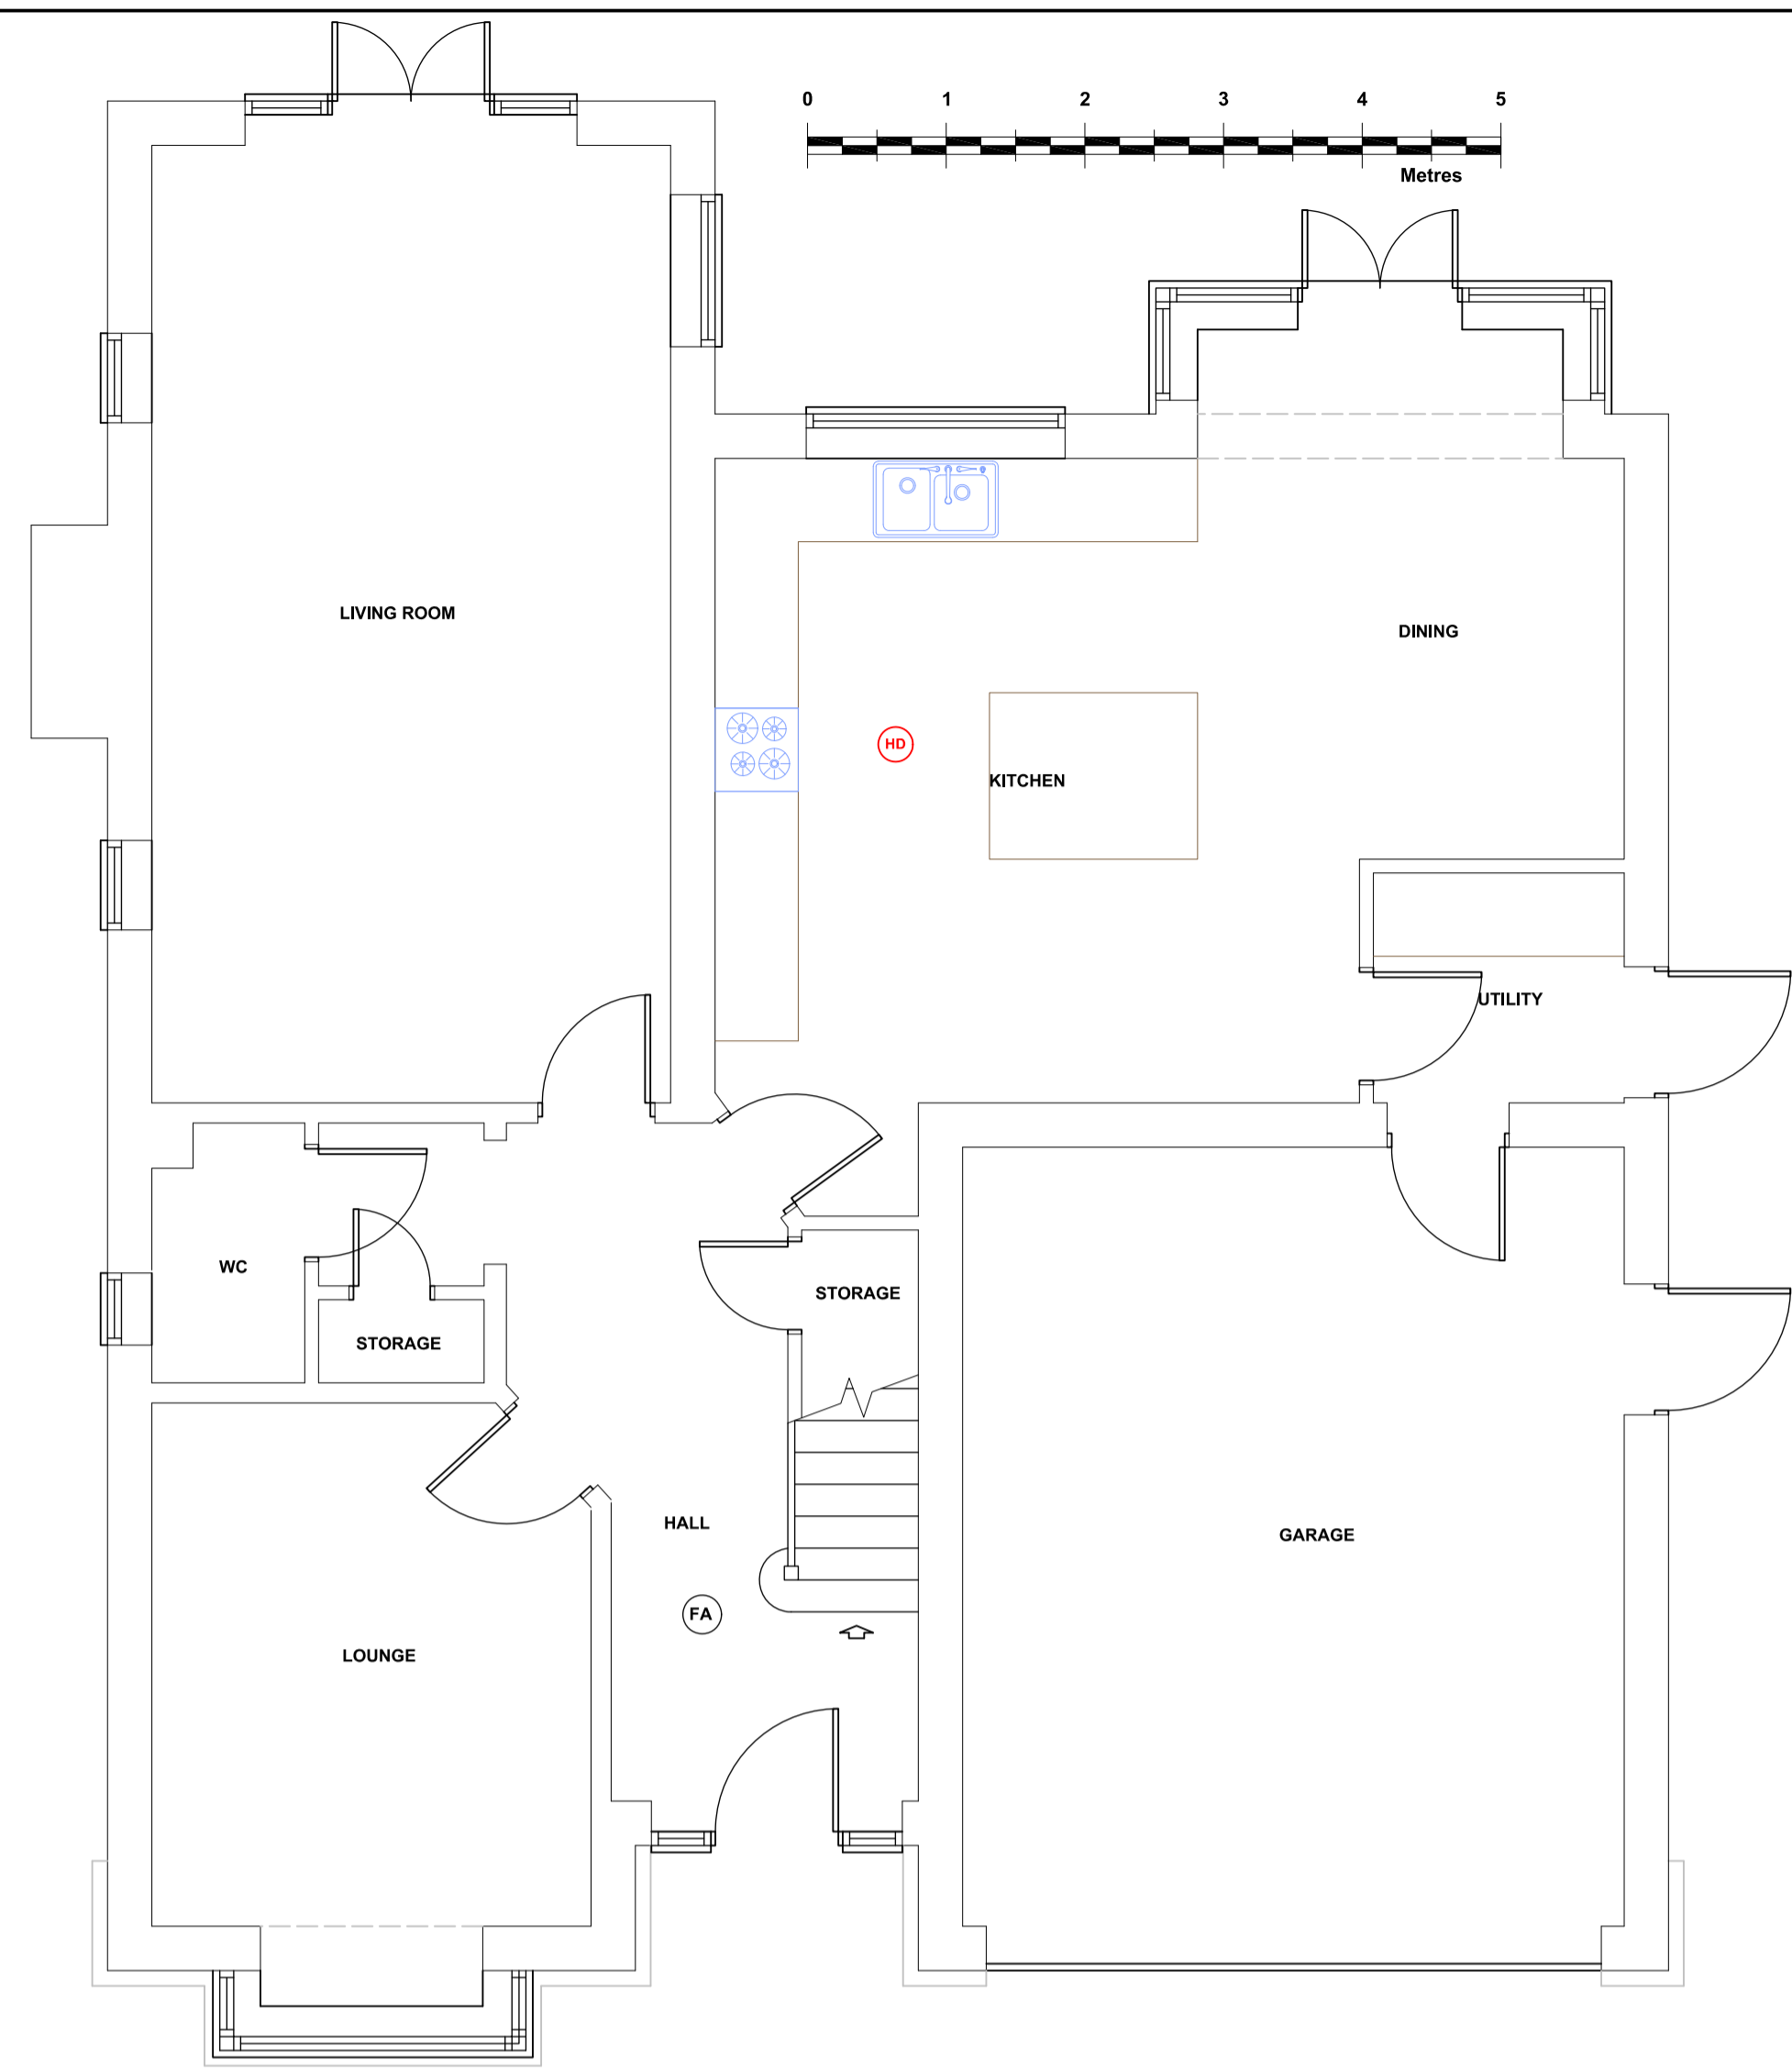 0 1 2 3 4 5
Metres
LIVING ROOM
DINING
HD
KITCHEN
UTILITY
WC
STORAGE
STORAGE
HALL
GARAGE
FA
LOUNGE